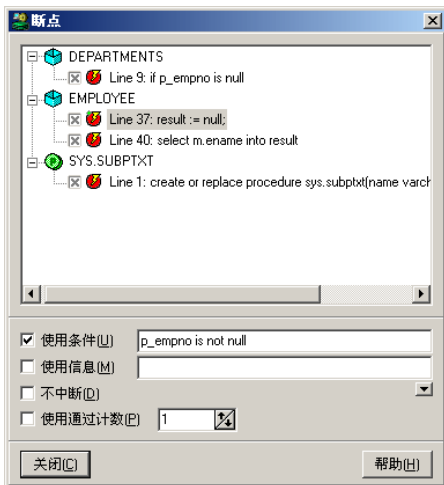 断点
DEPARTMENTS
Line 9: if p_empno is null
EMPLOYEE
Line 37: result := null;
Line 40: select m.ename into result
SYS.SUBPTXT
Line 1: create or replace procedure sys.subptxt(name varch
使用条件(U) p_empno is not null
使用信息(M)
不中断(D)
使用通过计数(P) 1
关闭(C) 帮助(H)